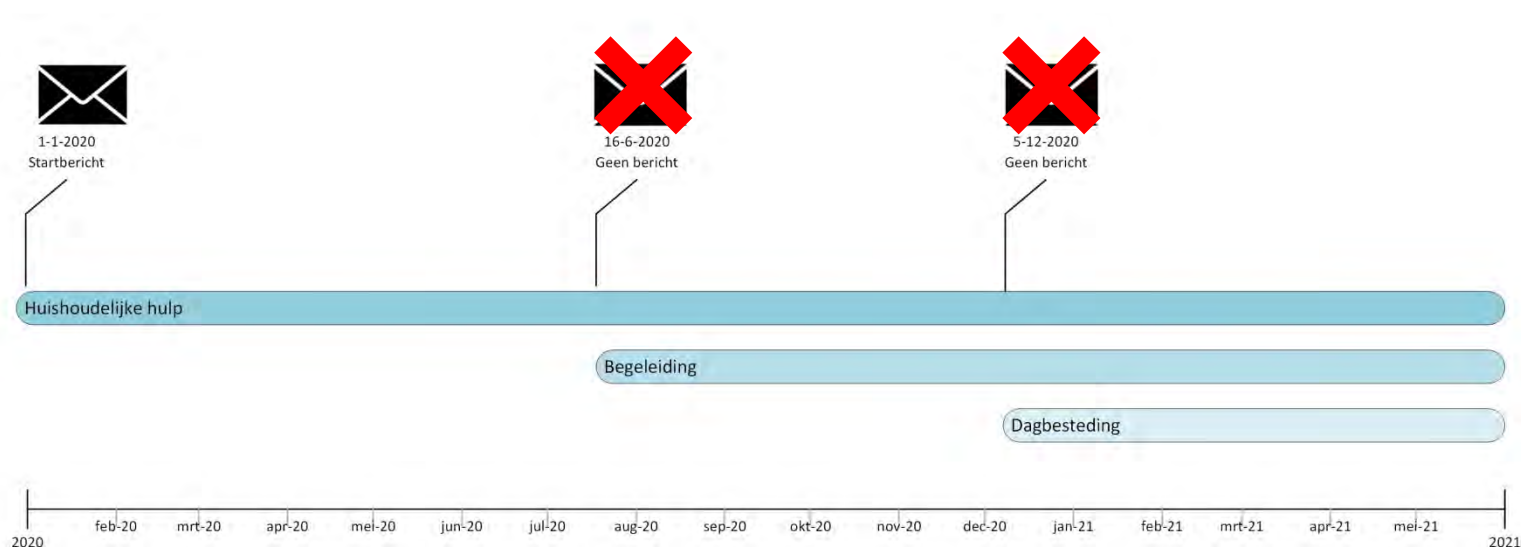 1-1-2020
Startbericht
16-6-2020
Geen bericht
5-12-2020
Geen bericht
Huishoudelijke hulp
Begeleiding
Dagbesteding
feb-20 mrt-20 apr-20 mei-20 jun-20 jul-20 aug-20 sep-20 okt-20 nov-20 dec-20 jan-21 feb-21 mrt-21 apr-21 mei-21
2020 2021